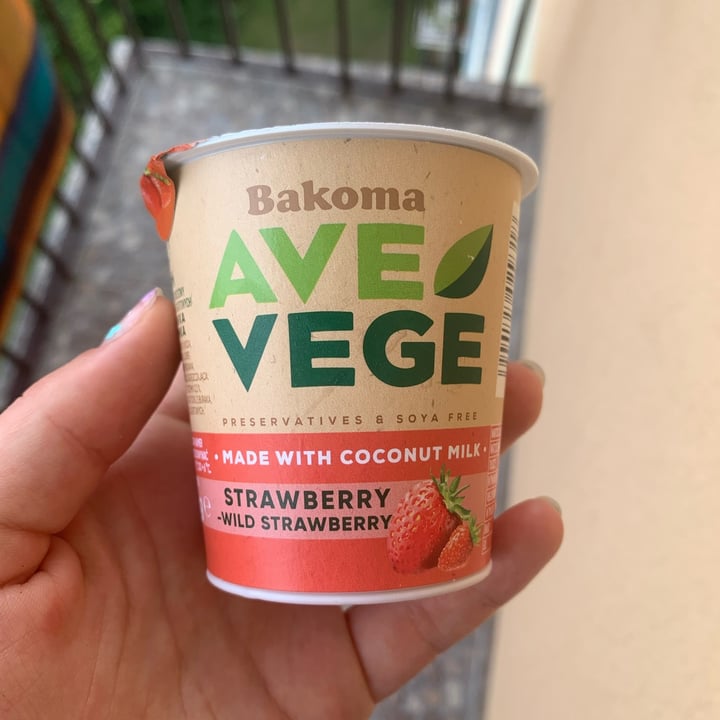 Bakoma
AVE
VEGE
PRESERVATIVES & SOYA FREE
• MADE WITH COCONUT MILK •
STRAWBERRY
-WILD STRAWBERRY